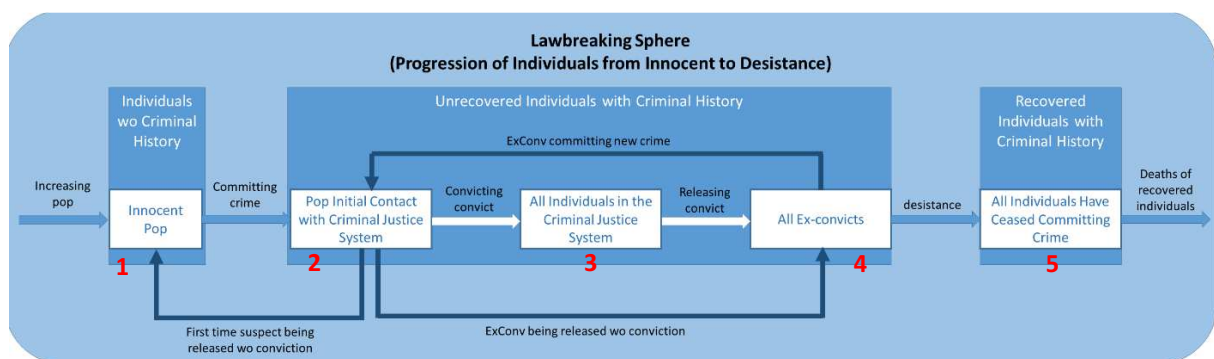 Lawbreaking Sphere
(Progression of Individuals from Innocent to Desistance)
Individuals
wo Criminal
History
Unrecovered Individuals with Criminal History
Recovered
Individuals with
Criminal History
ExConv committing new crime
Increasing
pop
Innocent
Pop
Committing
crime
Pop Initial Contact
with Criminal Justice
System
Convicting
convict
All Individuals in the
Criminal Justice
System
Releasing
convict
All Ex-convicts
desistance
All Individuals Have
Ceased Committing
Crime
Deaths of
recovered
individuals
1
2
3
4
5
First time suspect being
released wo conviction
ExConv being released wo conviction